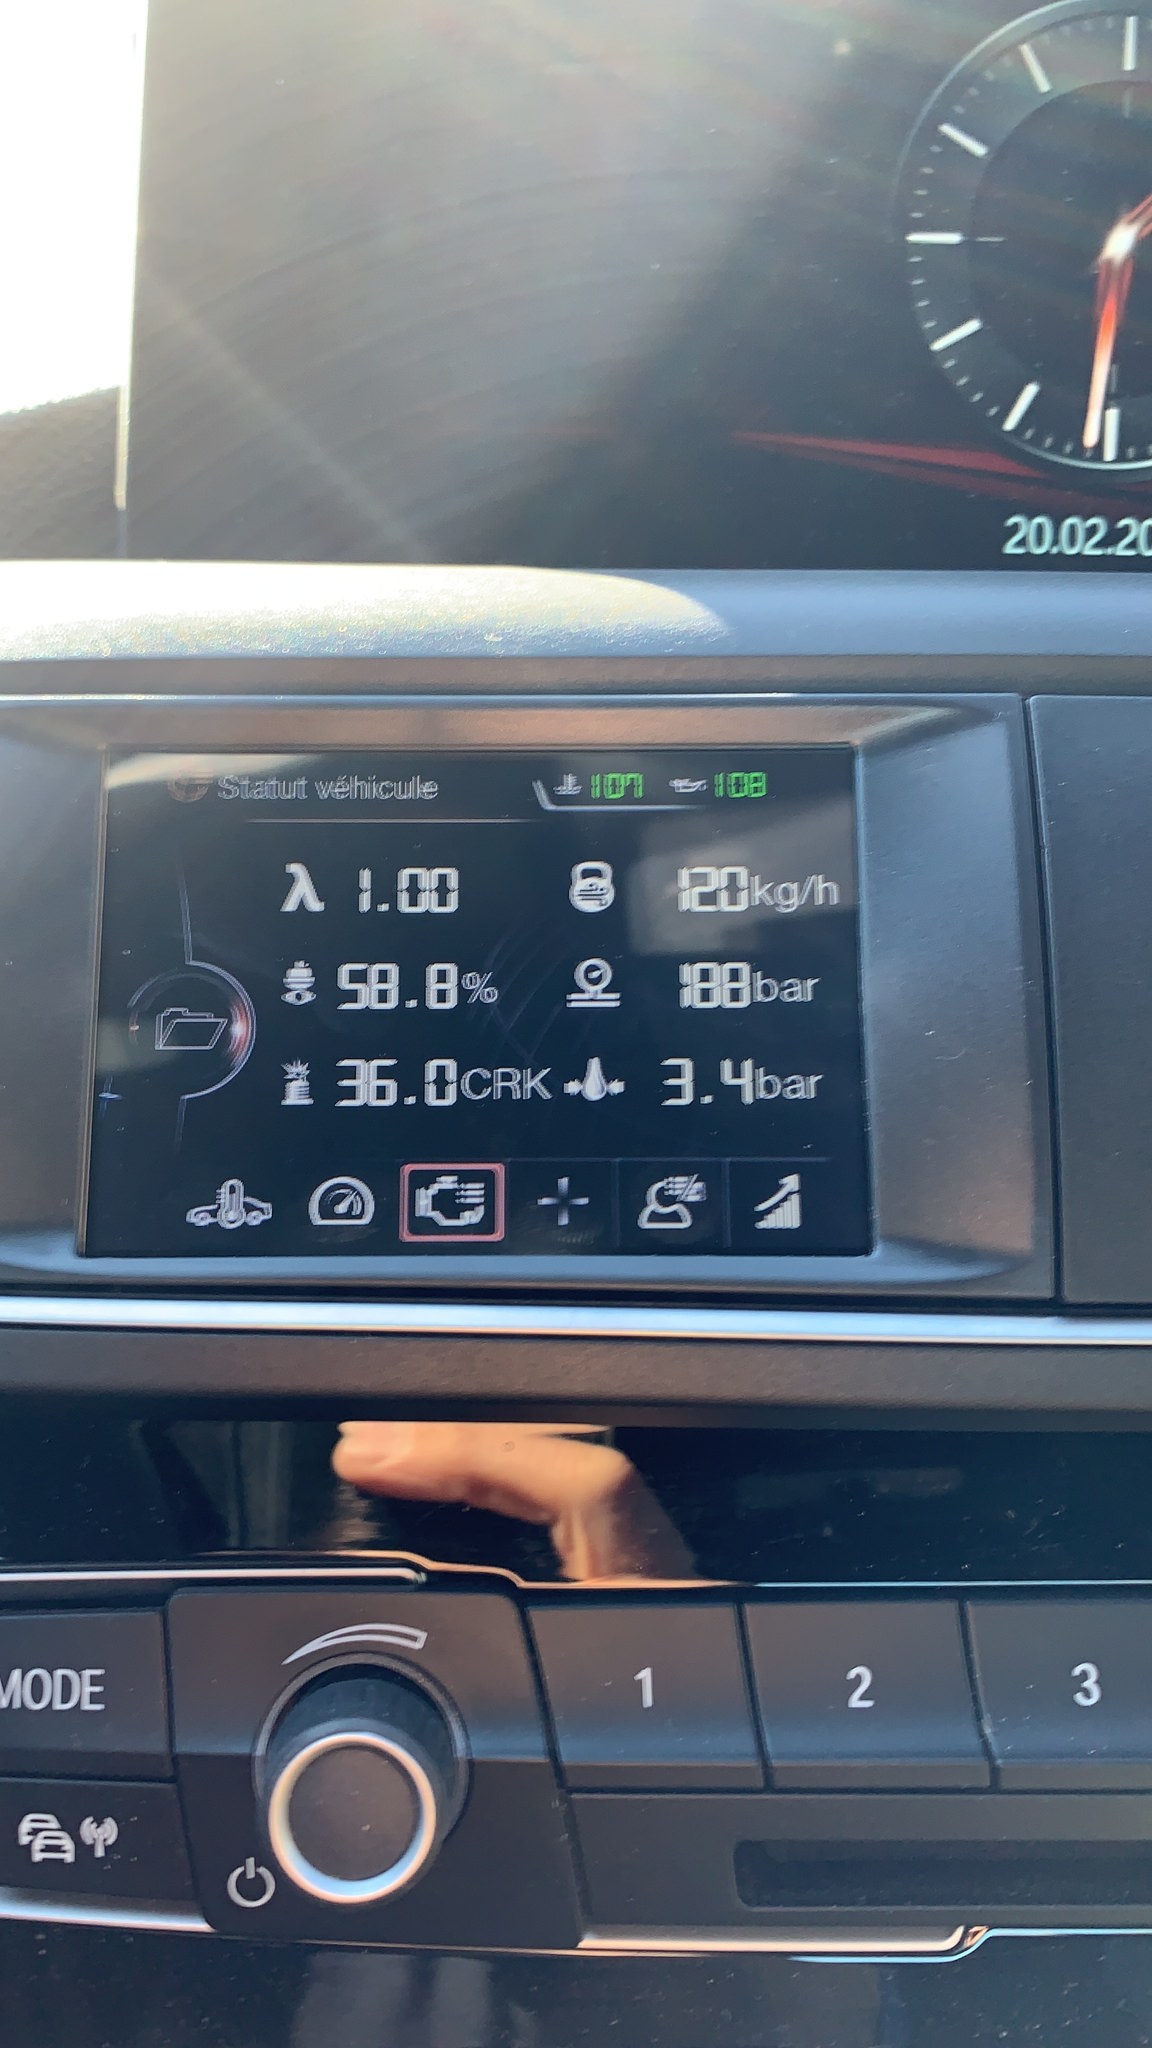 20.02.20
Statut véhicule 107 108
λ 1.00 120kg/h
58.8% 188bar
36.0CRK 3.4bar
MODE 1 2 3